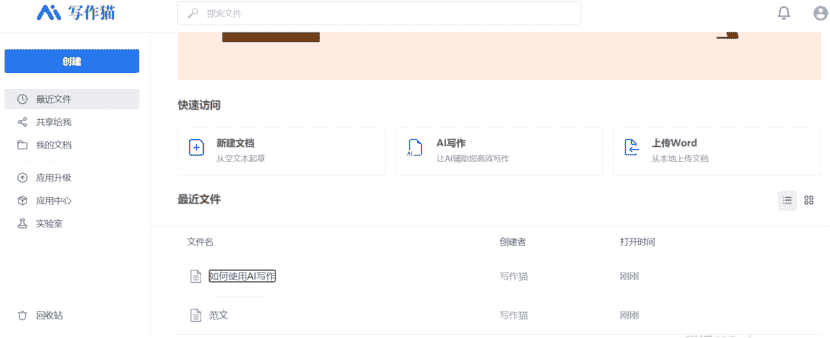 写作猫
搜索文件
创建
最近文件
共享给我
我的文档
应用升级
应用中心
实验室
回收站
快速访问
新建文档
从空文本起草
AI写作
让AI辅助您高效写作
上传Word
从本地上传文档
最近文件
文件名 创建者 打开时间
如何使用AI写作 写作猫 刚刚
范文 写作猫 刚刚